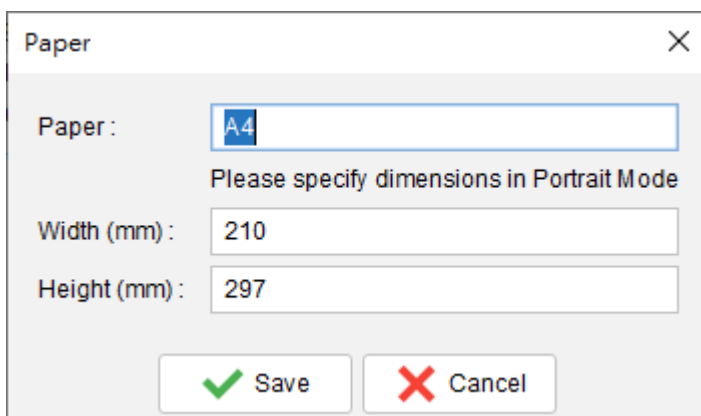 Paper
Paper :
A4
Please specify dimensions in Portrait Mode
Width (mm) :
210
Height (mm) :
297
Save
Cancel